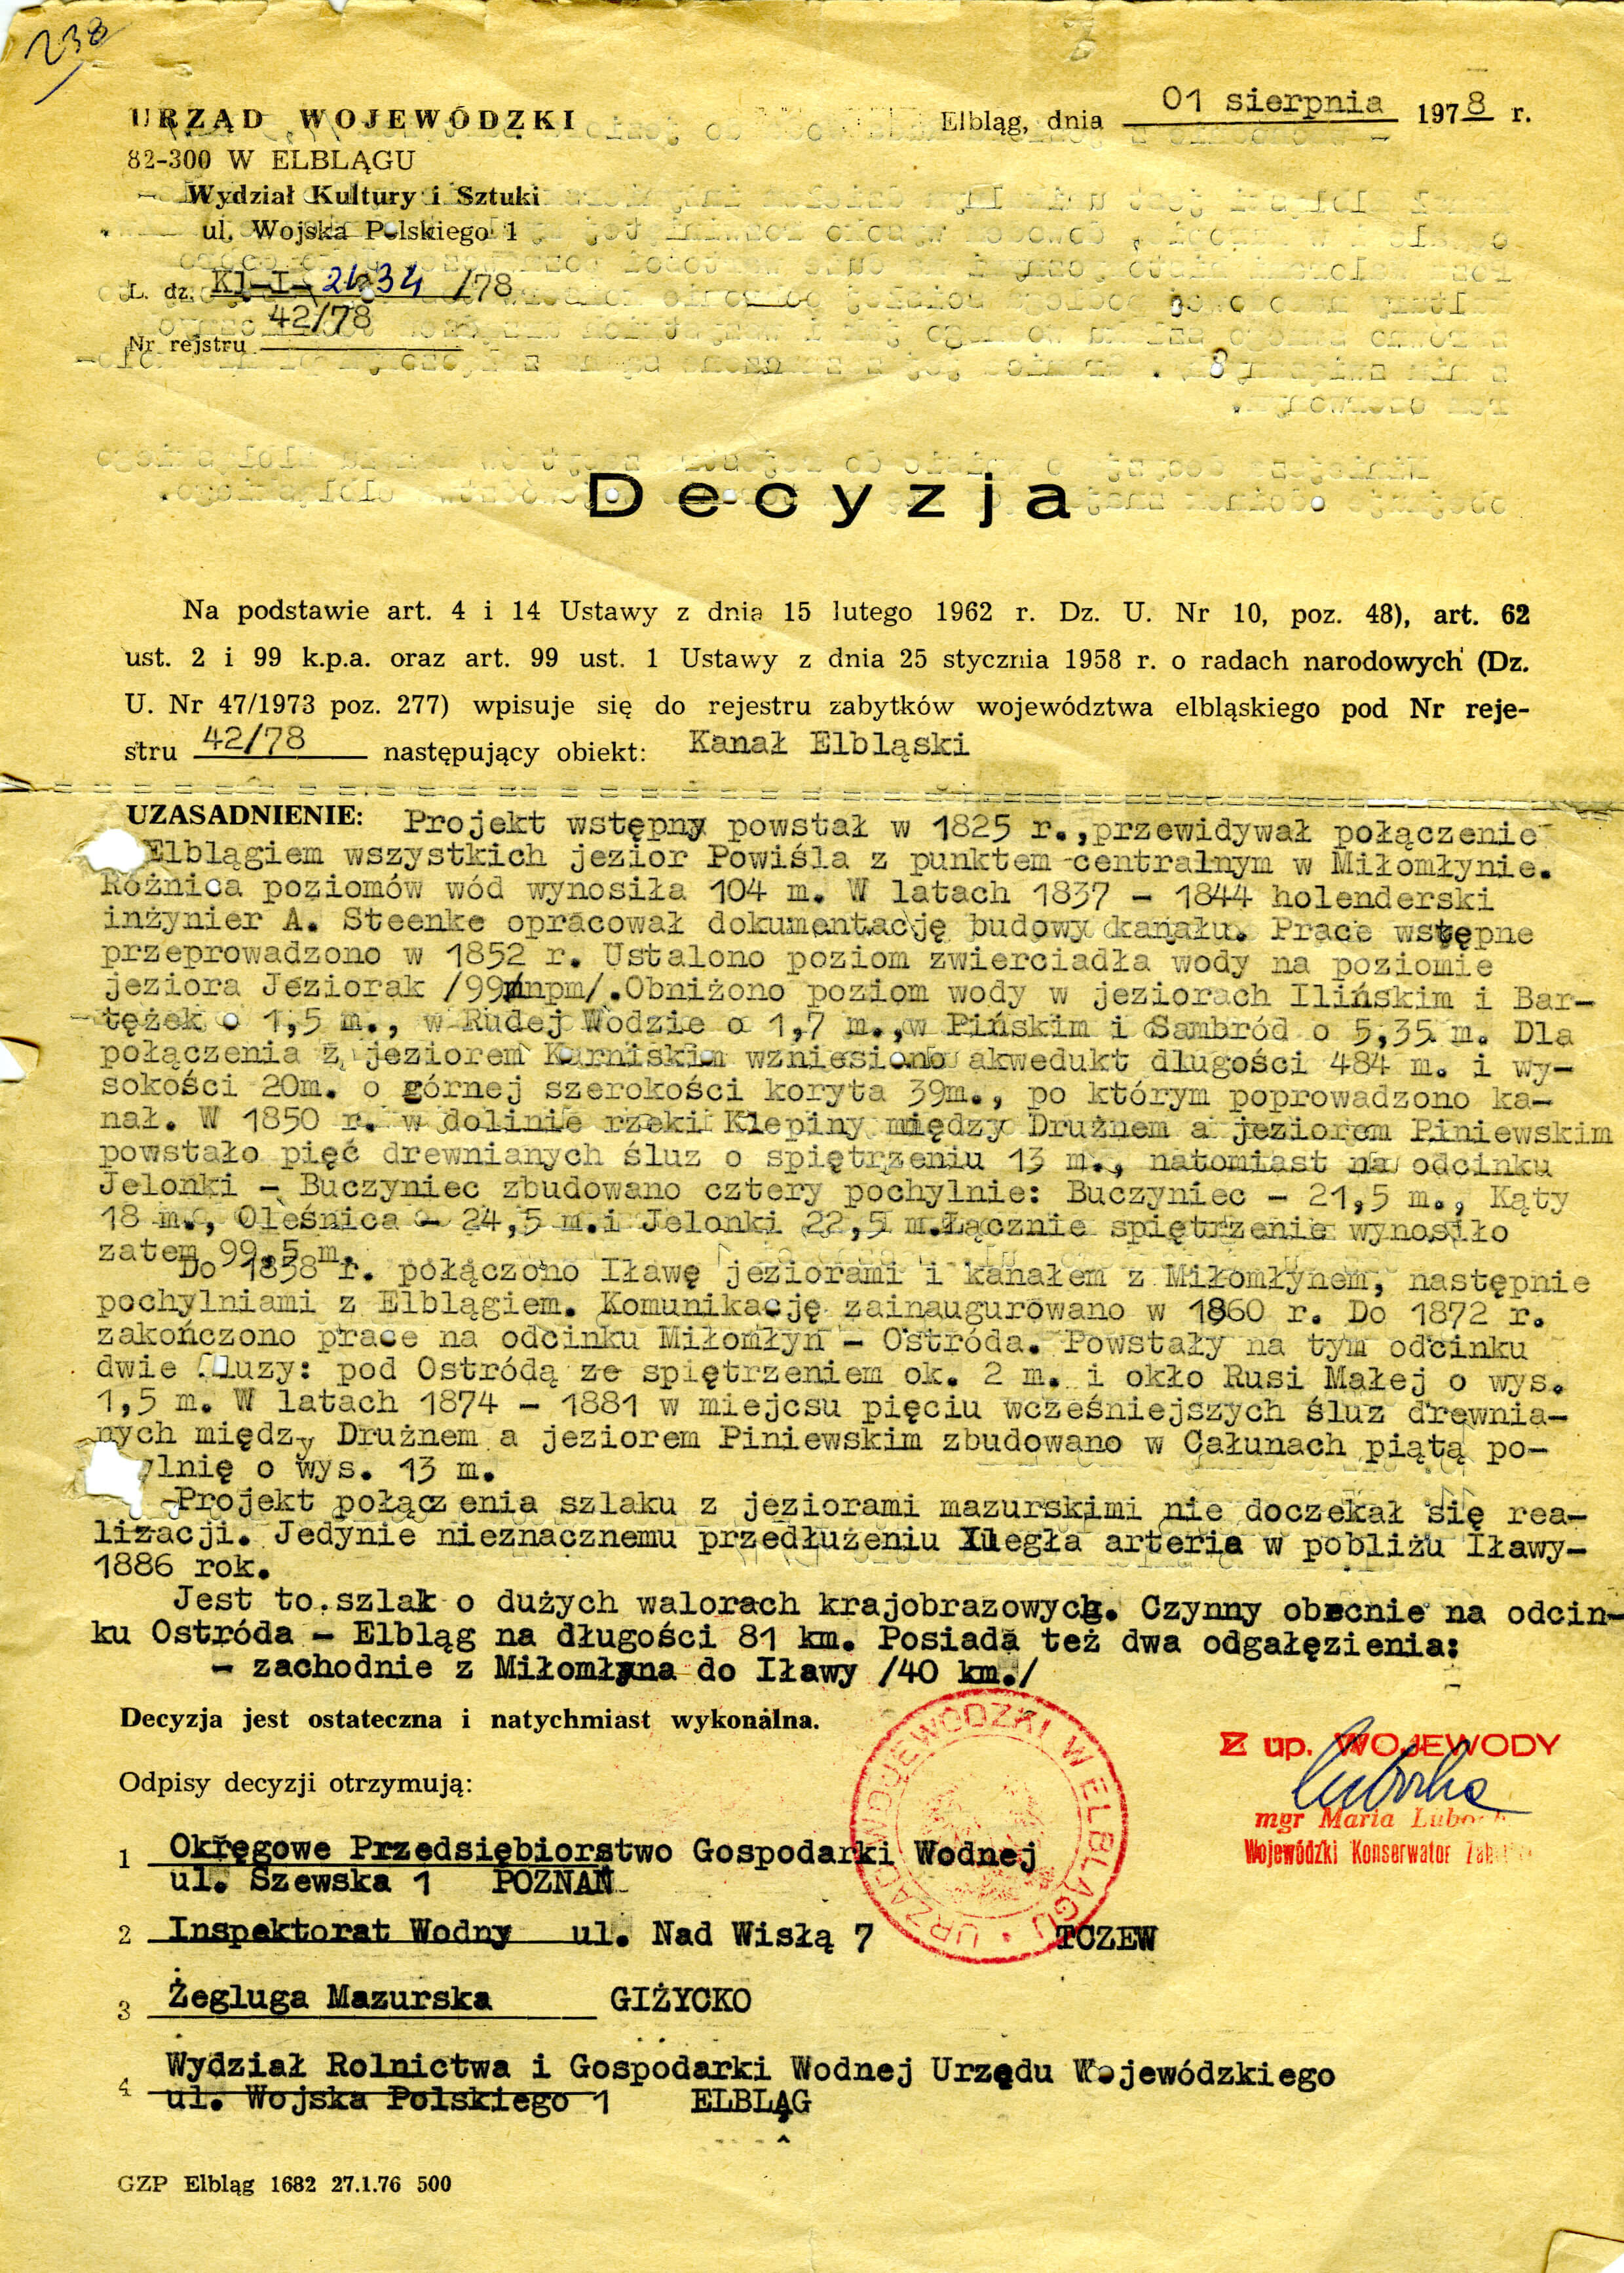 238
URZĄD WOJEWÓDZKI
82-300 W ELBLĄGU
Wydział Kultury i Sztuki
ul. Wojska Polskiego 1
L. dz. Kl-I- 2434 /78
Nr rejstru 42/78
Elbląg, dnia 01 sierpnia 1978 r.
Decyzja
Na podstawie art. 4 i 14 Ustawy z dnia 15 lutego 1962 r. Dz. U. Nr 10, poz. 48), art. 62
ust. 2 i 99 k.p.a. oraz art. 99 ust. 1 Ustawy z dnia 25 stycznia 1958 r. o radach narodowych (Dz.
U. Nr 47/1973 poz. 277) wpisuje się do rejestru zabytków województwa elbląskiego pod Nr reje-
stru 42/78 następujący obiekt: Kanał Elbląski
UZASADNIENIE: Projekt wstępny powstał w 1825 r.,przewidywał połączenie
Elblągiem wszystkich jezior Powiśla z punktem centralnym w Miłomłynie.
Różnica poziomów wód wynosiła 104 m. W latach 1837 - 1844 holenderski
inżynier A. Steenke opracował dokumentację budowy kanału. Prace wstępne
przeprowadzono w 1852 r. Ustalono poziom zwierciadła wody na poziomie
jeziora Jeziorak /99mnpm/.Obniżono poziom wody w jeziorach Ilińskim i Bar-
tężek o 1,5 m., w Rudej Wodzie o 1,7 m.,w Pińskim i Sambród o 5,35 m. Dla
połączenia z jeziorem Karniskim wzniesiono akwedukt dlugości 484 m. i wy-
sokości 20m. o górnej szerokości koryta 39m., po którym poprowadzono ka-
nał. W 1850 r. w dolinie rzeki Klepiny między Drużnem a jeziorem Piniewskim
powstało pięć drewnianych śluz o spiętrzeniu 13 m., natomiast na odcinku
Jelonki - Buczyniec zbudowano cztery pochylnie: Buczyniec - 21,5 m., Kąty
18 m., Oleśnica - 24,5 m.i Jelonki 22,5 m.Łącznie spiętrzenie wynosiło
zatem 99,5 m.
Do 1858 r. połączono Iławę jeziorami i kanałem z Miłomłynem, następnie
pochylniami z Elblągiem. Komunikację zainaugurowano w 1860 r. Do 1872 r.
zakończono prace na odcinku Miłomłyn - Ostróda. Powstały na tym odcinku
dwie luzy: pod Ostródą ze spiętrzeniem ok. 2 m. i okło Rusi Małej o wys.
1,5 m. W latach 1874 - 1881 w miejcsu pięciu wcześniejszych śluz drewnia-
nych między Drużnem a jeziorem Piniewskim zbudowano w Całunach piątą po-
ylnię o wys. 13 m.
-Projekt połącz enia szlaku z jeziorami mazurskimi nie doczekał się rea-
lizacji. Jedynie nieznacznemu przedłużeniu uległa arteria w pobliżu Iławy-
1886 rok.
Jest to szlak o dużych walorach krajobrazowych. Czynny obecnie na odcin-
ku Ostróda - Elbląg na długości 81 km. Posiada też dwa odgałęzienia:
- zachodnie z Miłomłyna do Iławy /40 km./
Decyzja jest ostateczna i natychmiast wykonalna.
Odpisy decyzji otrzymują:
URZĄD WOJEWÓDZKI W ELBLĄGU
Z up. WOJEWODY
mgr Maria
Wojewódzki Konserwator
1 Okręgowe Przedsiębiorstwo Gospodarki Wodnej
ul. Szewska 1 POZNAŃ
2 Inspektorat Wodny ul. Nad Wisłą 7 TCZEW
3 Żegluga Mazurska GIŻYCKO
4 Wydział Rolnictwa i Gospodarki Wodnej Urzędu Wojewódzkiego
ul. Wojska Polskiego 1 ELBLĄG
GZP Elbląg 1682 27.1.76 500